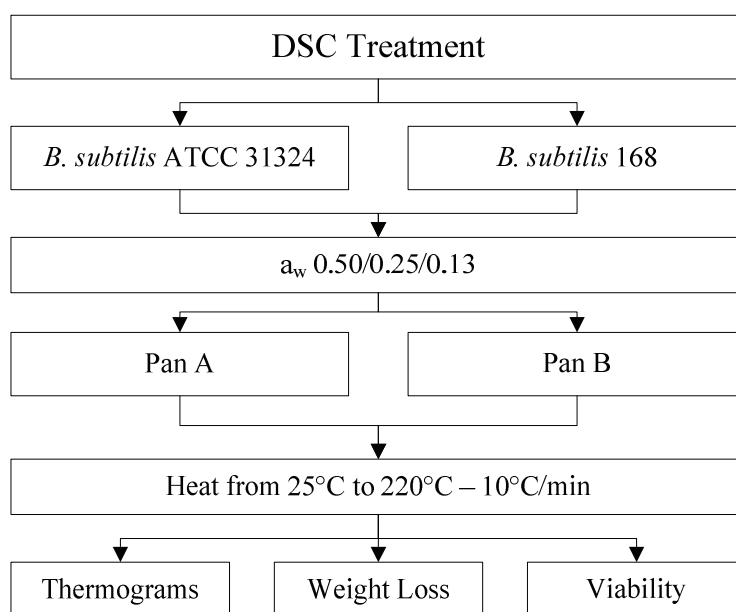 DSC Treatment
B. subtilis ATCC 31324
B. subtilis 168
aw 0.50/0.25/0.13
Pan A
Pan B
Heat from 25°C to 220°C – 10°C/min
Thermograms
Weight Loss
Viability